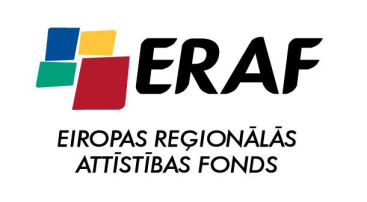 ERAF
EIROPAS REĢIONĀLĀS
ATTĪSTĪBAS FONDS